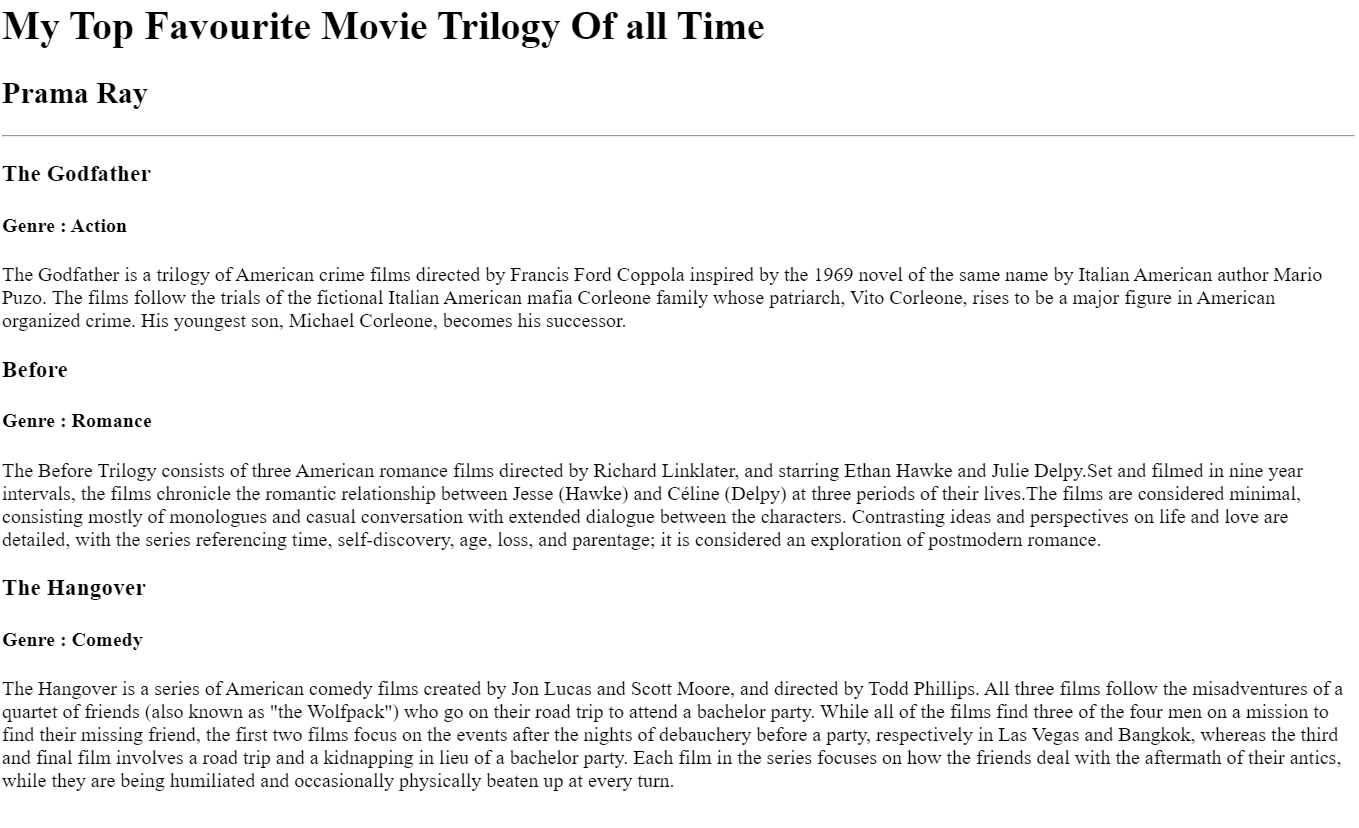 My Top Favourite Movie Trilogy Of all Time
Prama Ray
The Godfather
Genre : Action
The Godfather is a trilogy of American crime films directed by Francis Ford Coppola inspired by the 1969 novel of the same name by Italian American author Mario
Puzo. The films follow the trials of the fictional Italian American mafia Corleone family whose patriarch, Vito Corleone, rises to be a major figure in American
organized crime. His youngest son, Michael Corleone, becomes his successor.
Before
Genre : Romance
The Before Trilogy consists of three American romance films directed by Richard Linklater, and starring Ethan Hawke and Julie Delpy.Set and filmed in nine year
intervals, the films chronicle the romantic relationship between Jesse (Hawke) and Céline (Delpy) at three periods of their lives.The films are considered minimal,
consisting mostly of monologues and casual conversation with extended dialogue between the characters. Contrasting ideas and perspectives on life and love are
detailed, with the series referencing time, self-discovery, age, loss, and parentage; it is considered an exploration of postmodern romance.
The Hangover
Genre : Comedy
The Hangover is a series of American comedy films created by Jon Lucas and Scott Moore, and directed by Todd Phillips. All three films follow the misadventures of a
quartet of friends (also known as "the Wolfpack") who go on their road trip to attend a bachelor party. While all of the films find three of the four men on a mission to
find their missing friend, the first two films focus on the events after the nights of debauchery before a party, respectively in Las Vegas and Bangkok, whereas the third
and final film involves a road trip and a kidnapping in lieu of a bachelor party. Each film in the series focuses on how the friends deal with the aftermath of their antics,
while they are being humiliated and occasionally physically beaten up at every turn.